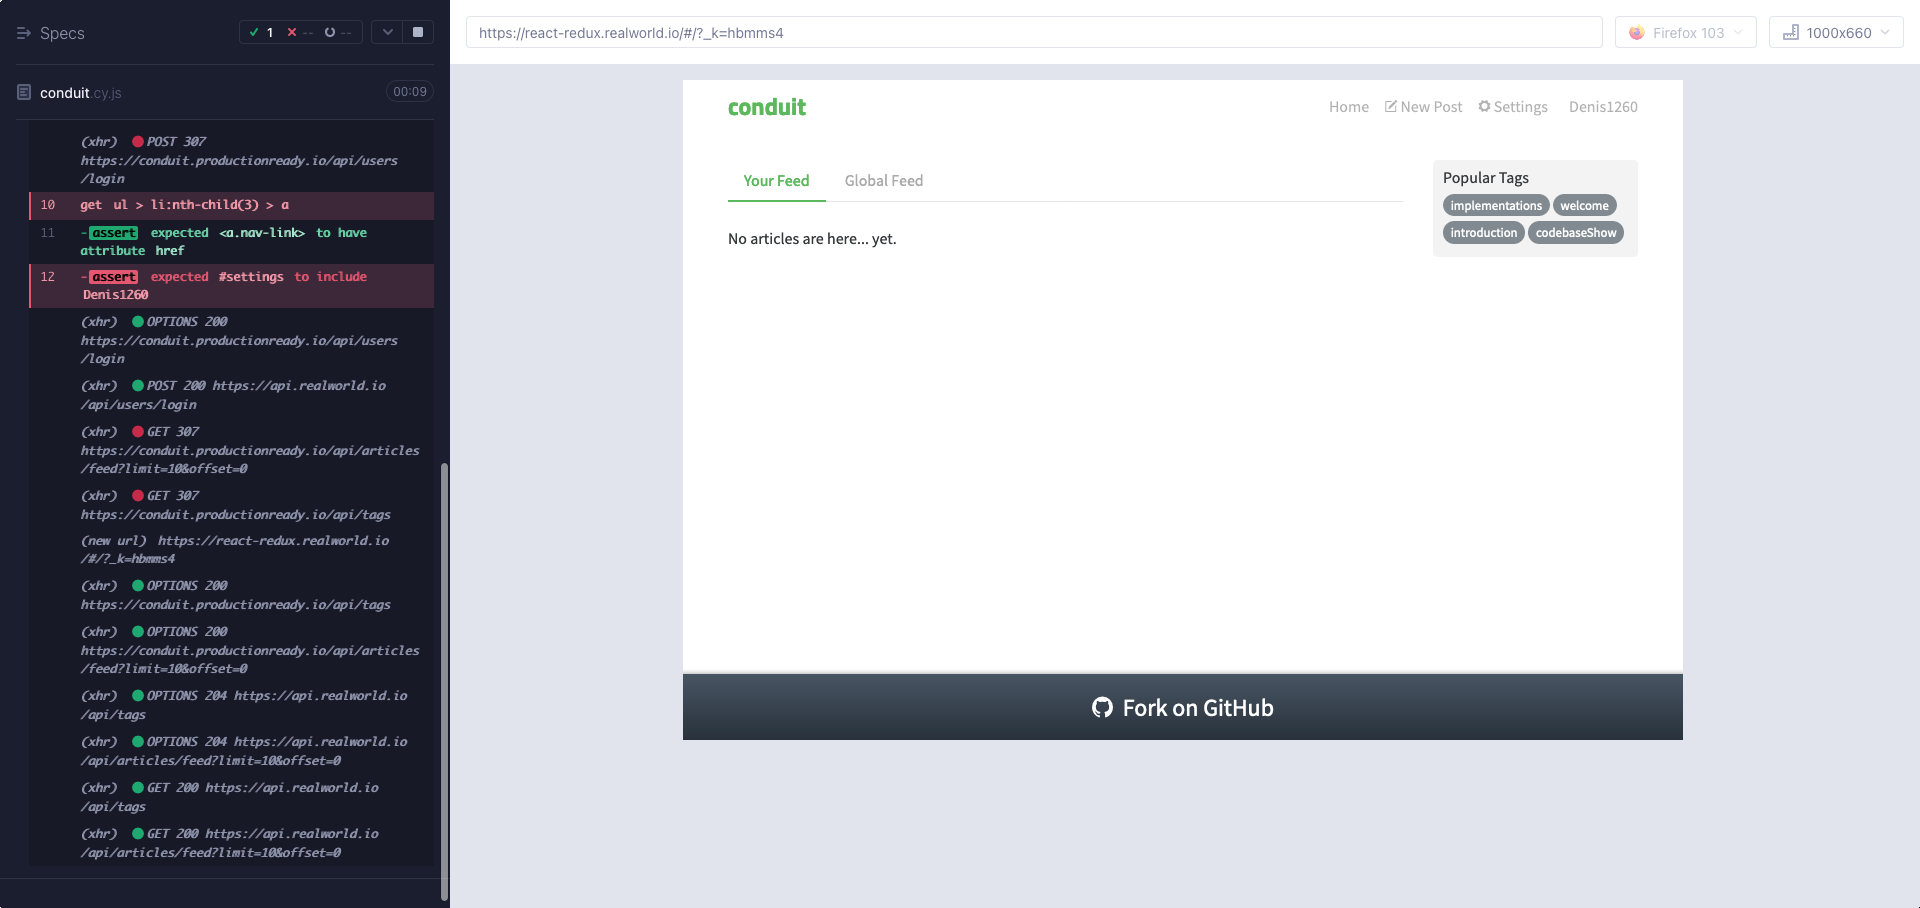 Specs
1 -- --
conduit.cy.js
00:09
(xhr) POST 307
https://conduit.productionready.io/api/users
/login
10 get ul > li:nth-child(3) > a
11 -assert expected <a.nav-link> to have
attribute href
12 -assert expected #settings to include
Denis1260
(xhr) OPTIONS 200
https://conduit.productionready.io/api/users
/login
(xhr) POST 200 https://api.realworld.io
/api/users/login
(xhr) GET 307
https://conduit.productionready.io/api/articles
/feed?limit=10&offset=0
(xhr) GET 307
https://conduit.productionready.io/api/tags
(new url) https://react-redux.realworld.io
/#/?_k=hbmms4
(xhr) OPTIONS 200
https://conduit.productionready.io/api/tags
(xhr) OPTIONS 200
https://conduit.productionready.io/api/articles
/feed?limit=10&offset=0
(xhr) OPTIONS 204 https://api.realworld.io
/api/tags
(xhr) OPTIONS 204 https://api.realworld.io
/api/articles/feed?limit=10&offset=0
(xhr) GET 200 https://api.realworld.io
/api/tags
(xhr) GET 200 https://api.realworld.io
/api/articles/feed?limit=10&offset=0
https://react-redux.realworld.io/#/?_k=hbmms4
Firefox 103
1000x660
conduit
Home New Post Settings Denis1260
Your Feed Global Feed
No articles are here... yet.
Popular Tags
implementations welcome
introduction codebaseShow
Fork on GitHub